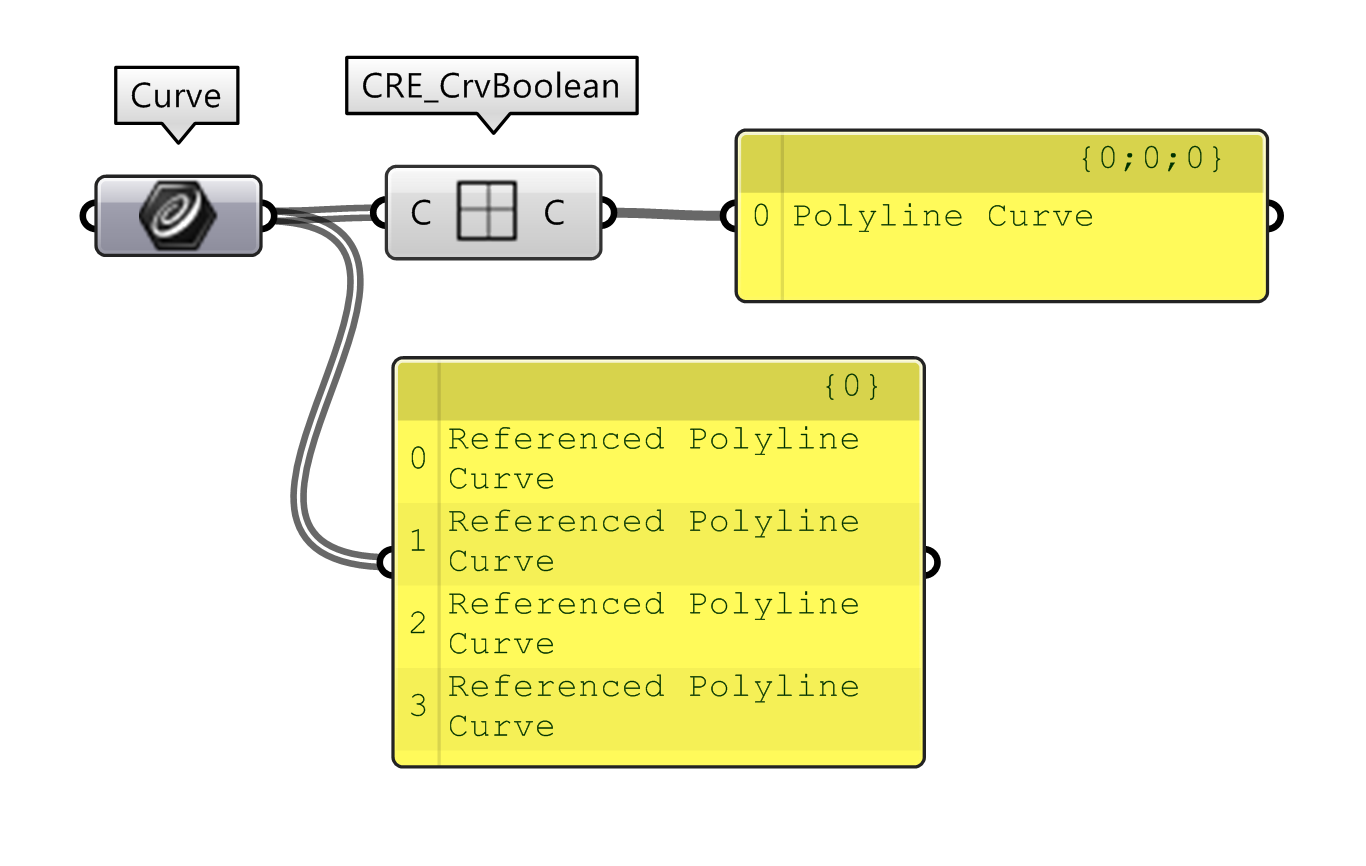 Curve
CRE_CrvBoolean
C C
{0;0;0}
0 Polyline Curve
{0}
0 Referenced Polyline
Curve
1 Referenced Polyline
Curve
2 Referenced Polyline
Curve
3 Referenced Polyline
Curve